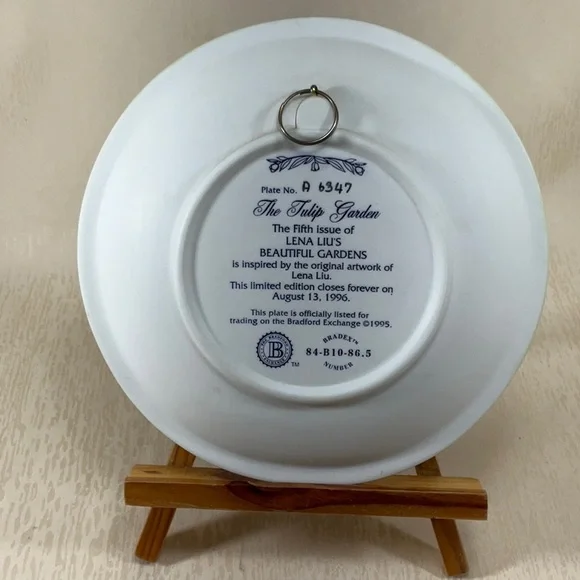 Plate No. A 6347
The Tulip Garden
The Fifth issue of
LENA LIU'S
BEAUTIFUL GARDENS
is inspired by the original artwork of
Lena Liu.
This limited edition closes forever on
August 13, 1996.
This plate is officially listed for
trading on the Bradford Exchange ©1995.
B
TM
BRADEX™
84-B10-86.5
NUMBER